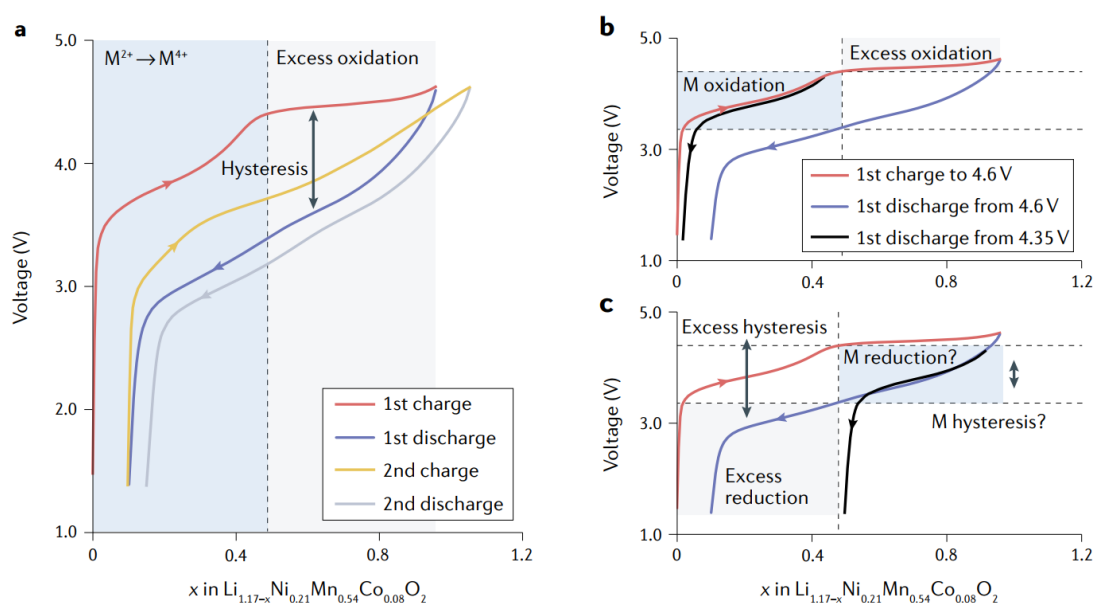 a
5.0
4.0
3.0
2.0
1.0
Voltage (V)
M²⁺→M⁴⁺
Excess oxidation
Hysteresis
1st charge
1st discharge
2nd charge
2nd discharge
0
0.4
0.8
1.2
x in Li₁.₁₇₋ₓNi₀.₂₁Mn₀.₅₄Co₀.₀₈O₂
b
5.0
3.0
1.0
Voltage (V)
Excess oxidation
M oxidation
1st charge to 4.6 V
1st discharge from 4.6 V
1st discharge from 4.35 V
0
0.4
0.8
1.2
c
5.0
3.0
1.0
Voltage (V)
Excess hysteresis
M reduction?
M hysteresis?
Excess
reduction
0
0.4
0.8
1.2
x in Li₁.₁₇₋ₓNi₀.₂₁Mn₀.₅₄Co₀.₀₈O₂